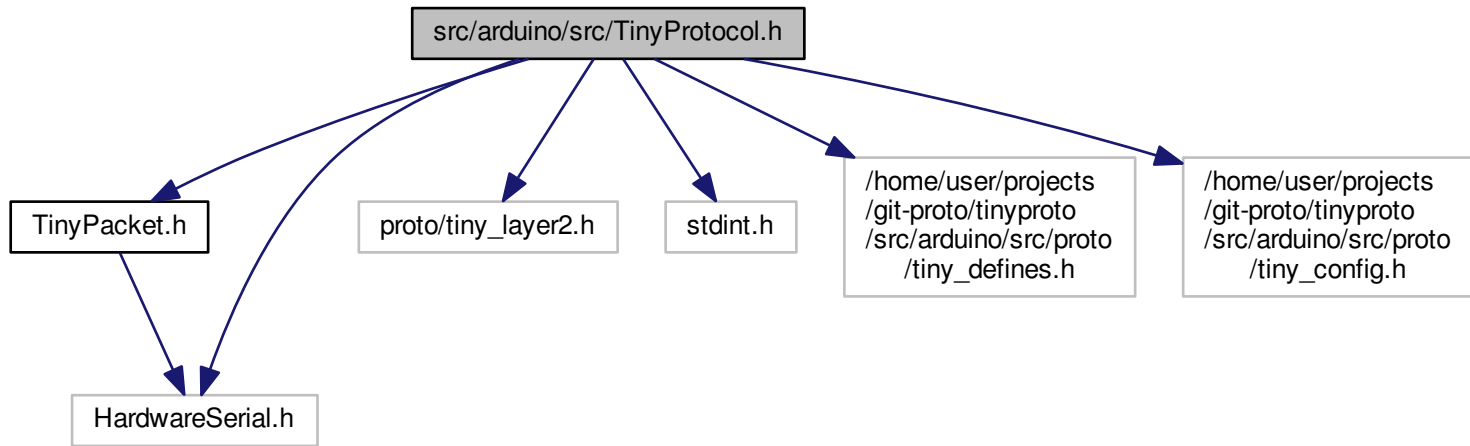 src/arduino/src/TinyProtocol.h
TinyPacket.h
proto/tiny_layer2.h
stdint.h
/home/user/projects
/git-proto/tinyproto
/src/arduino/src/proto
/tiny_defines.h
/home/user/projects
/git-proto/tinyproto
/src/arduino/src/proto
/tiny_config.h
HardwareSerial.h